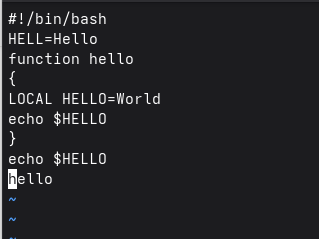 #!/bin/bash
HELL=Hello
function hello
{
LOCAL HELLO=World
echo $HELLO
}
echo $HELLO
hello
~
~
~